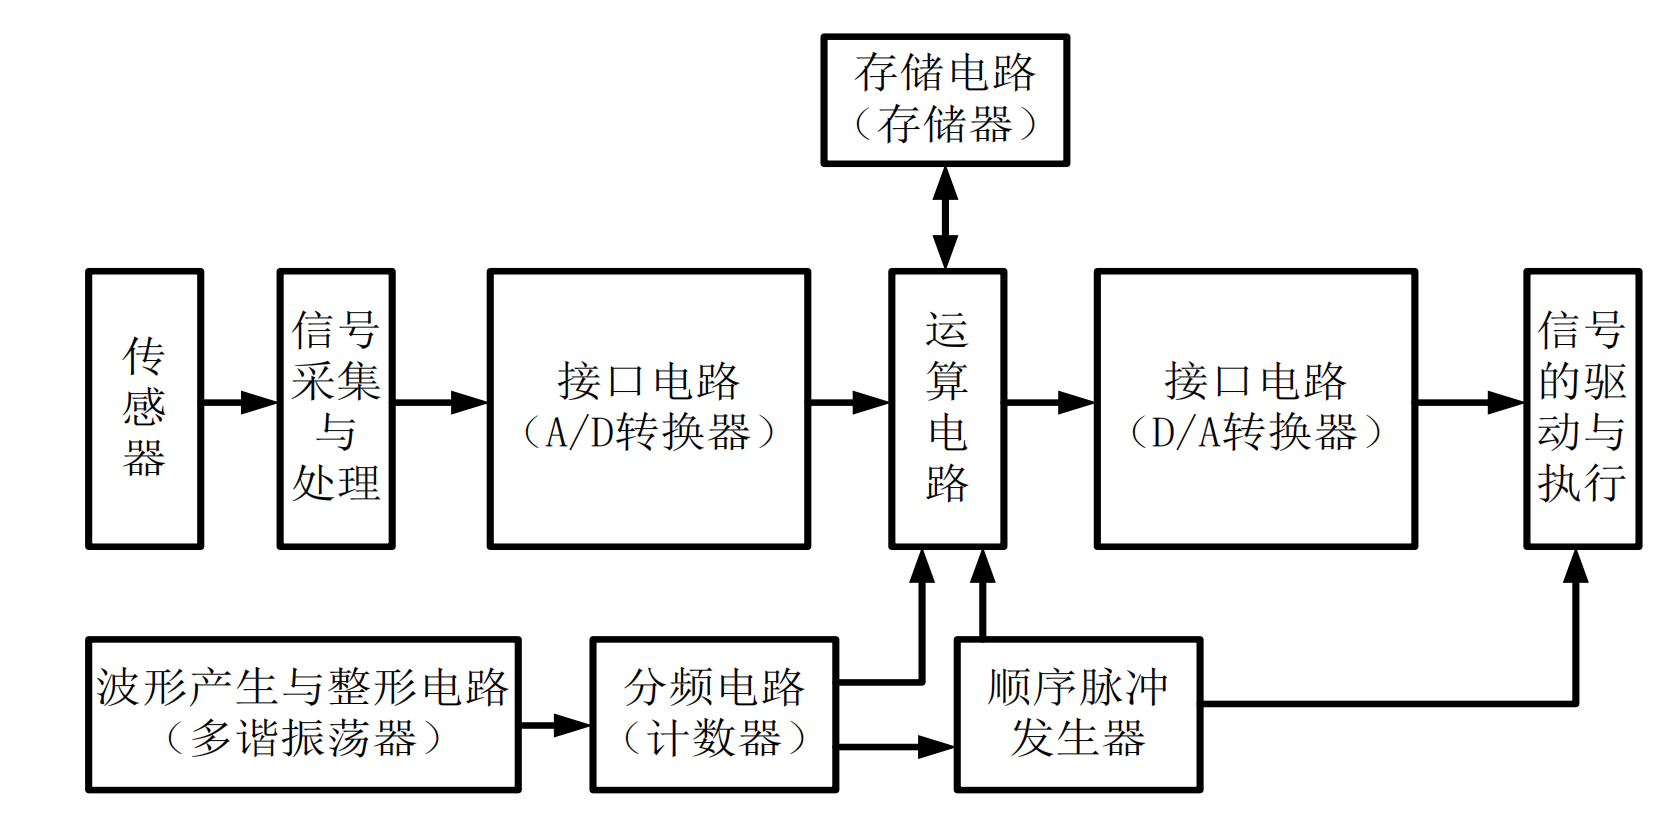 存储电路
（存储器）
传
感
器
信号
采集
与
处理
接口电路
（A/D转换器）
运
算
电
路
接口电路
（D/A转换器）
信号
的驱
动与
执行
波形产生与整形电路
（多谐振荡器）
分频电路
（计数器）
顺序脉冲
发生器